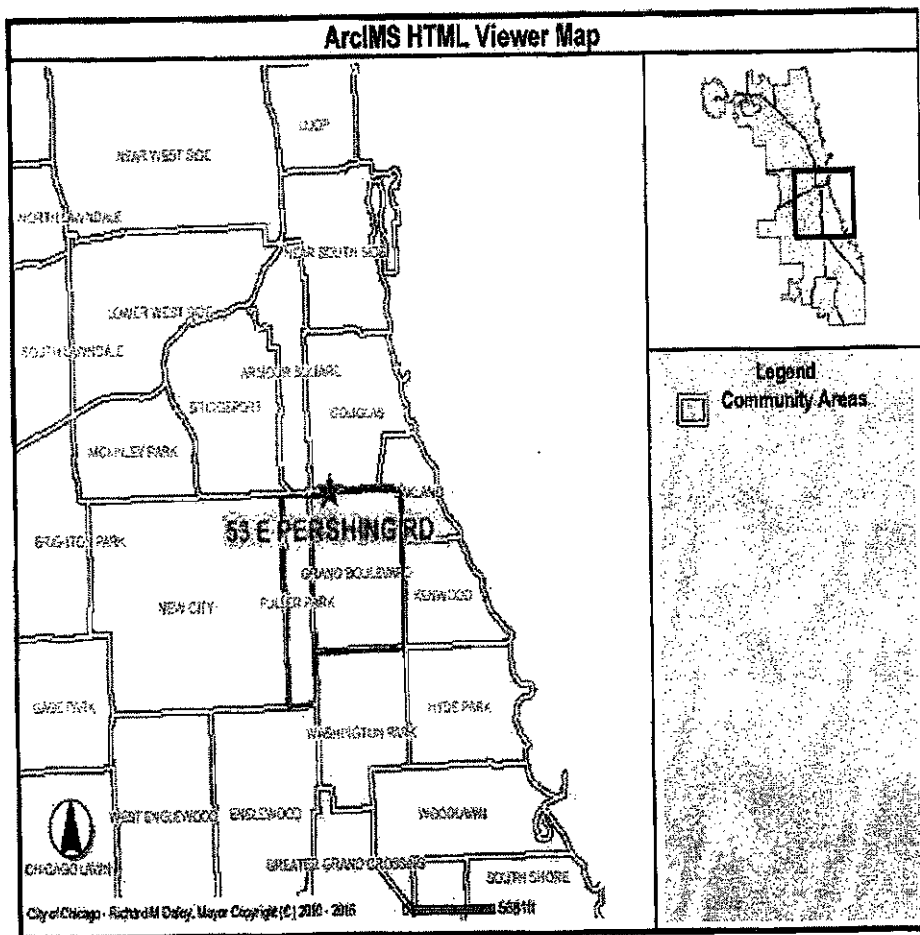 ArcIMS HTML Viewer Map
LOOP
NEAR WEST SIDE
NORTH LAWNDALE
NEAR SOUTH SIDE
LOWER WEST SIDE
SOUTH LAWNDALE
ARMOUR SQUARE
BRIDGEPORT
DOUGLAS
MCKINLEY PARK
OAKLAND
53 E PERSHING RD
BRIGHTON PARK
GRAND BOULEVARD
FULLER PARK
KENWOOD
NEW CITY
GAGE PARK
HYDE PARK
WASHINGTON PARK
WEST ENGLEWOOD
ENGLEWOOD
WOODLAWN
CHICAGO LAWN
GREATER GRAND CROSSING
SOUTH SHORE
City of Chicago - Richard M Daley, Mayor Copyright (C) 2010 - 2015
Legend
Community Areas